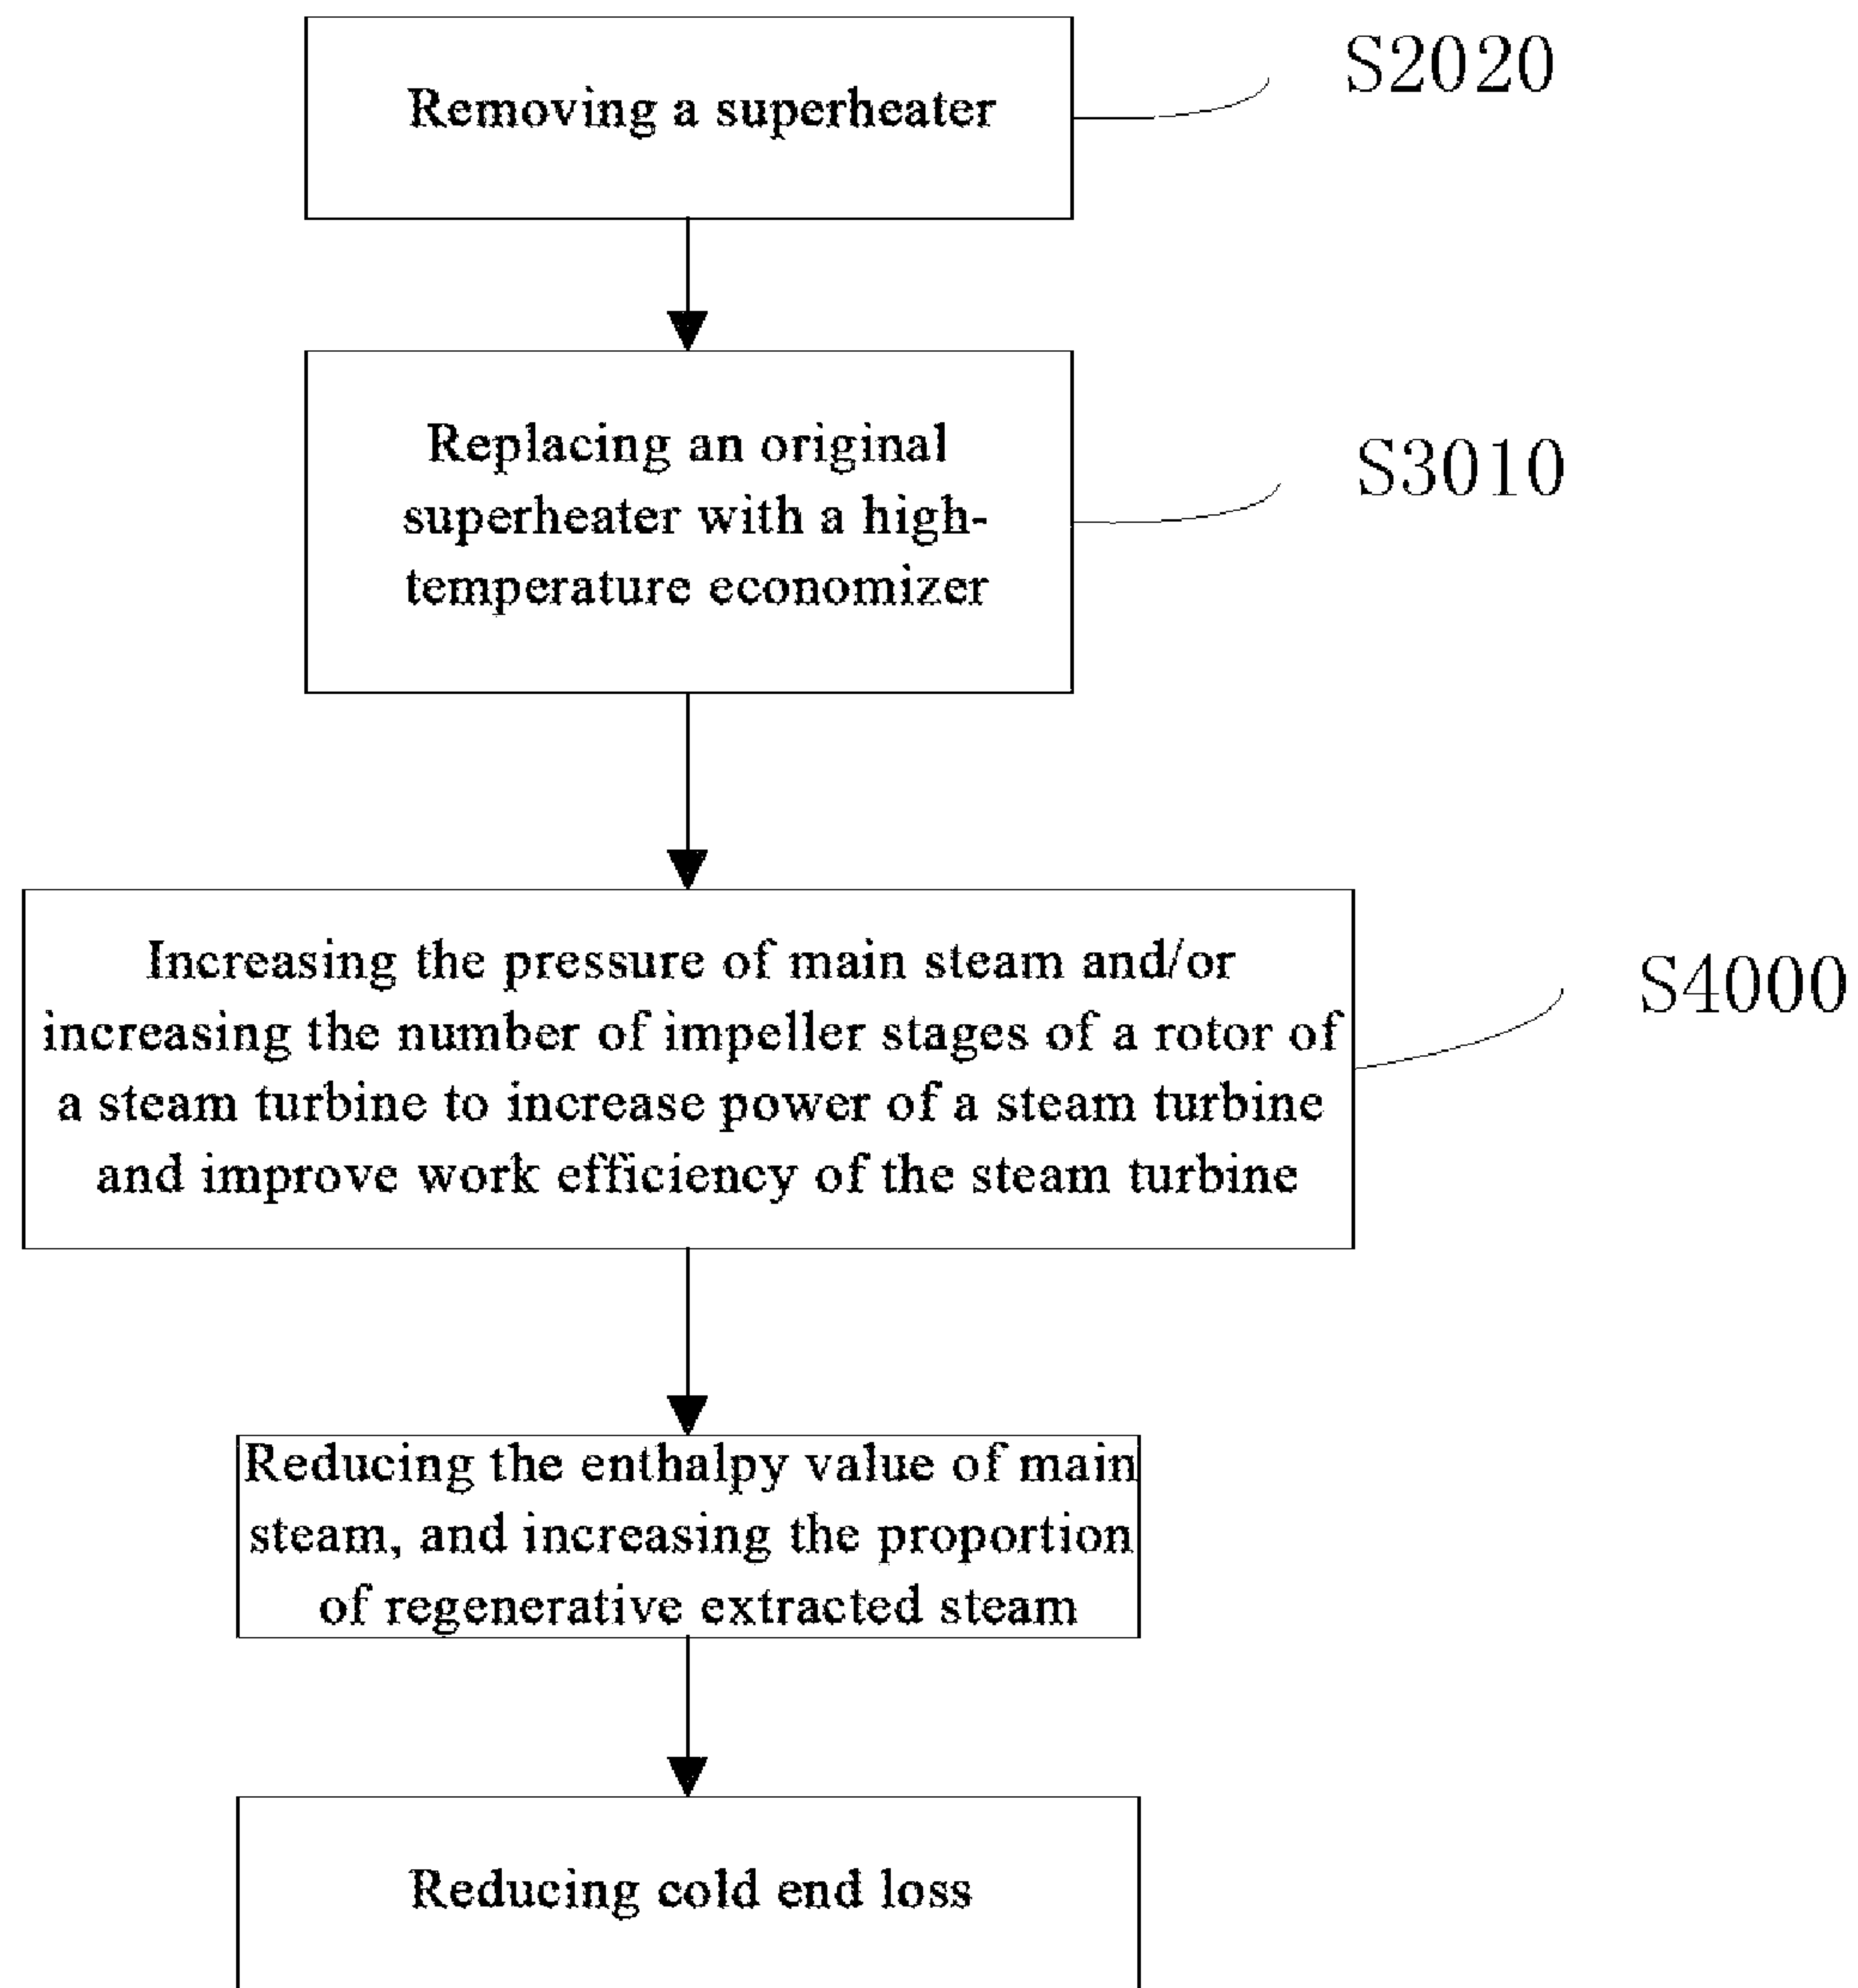 Removing a superheater
S2020
Replacing an original
superheater with a high-
temperature economizer
S3010
Increasing the pressure of main steam and/or
increasing the number of impeller stages of a rotor of
a steam turbine to increase power of a steam turbine
and improve work efficiency of the steam turbine
S4000
Reducing the enthalpy value of main
steam, and increasing the proportion
of regenerative extracted steam
Reducing cold end loss